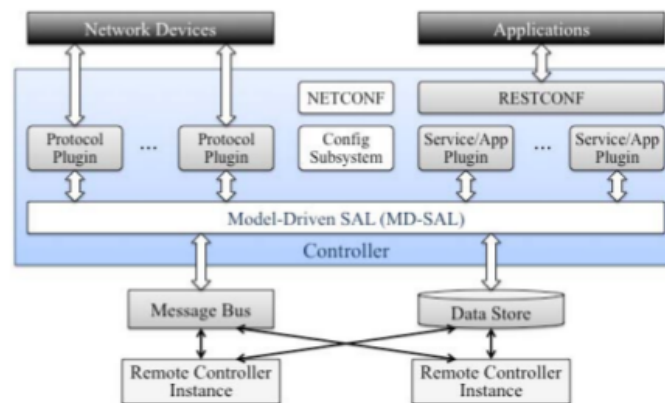 Network Devices
Applications
NETCONF
RESTCONF
Protocol
Plugin
...
Protocol
Plugin
Config
Subsystem
Service/App
Plugin
...
Service/App
Plugin
Model-Driven SAL (MD-SAL)
Controller
Message Bus
Data Store
Remote Controller
Instance
Remote Controller
Instance